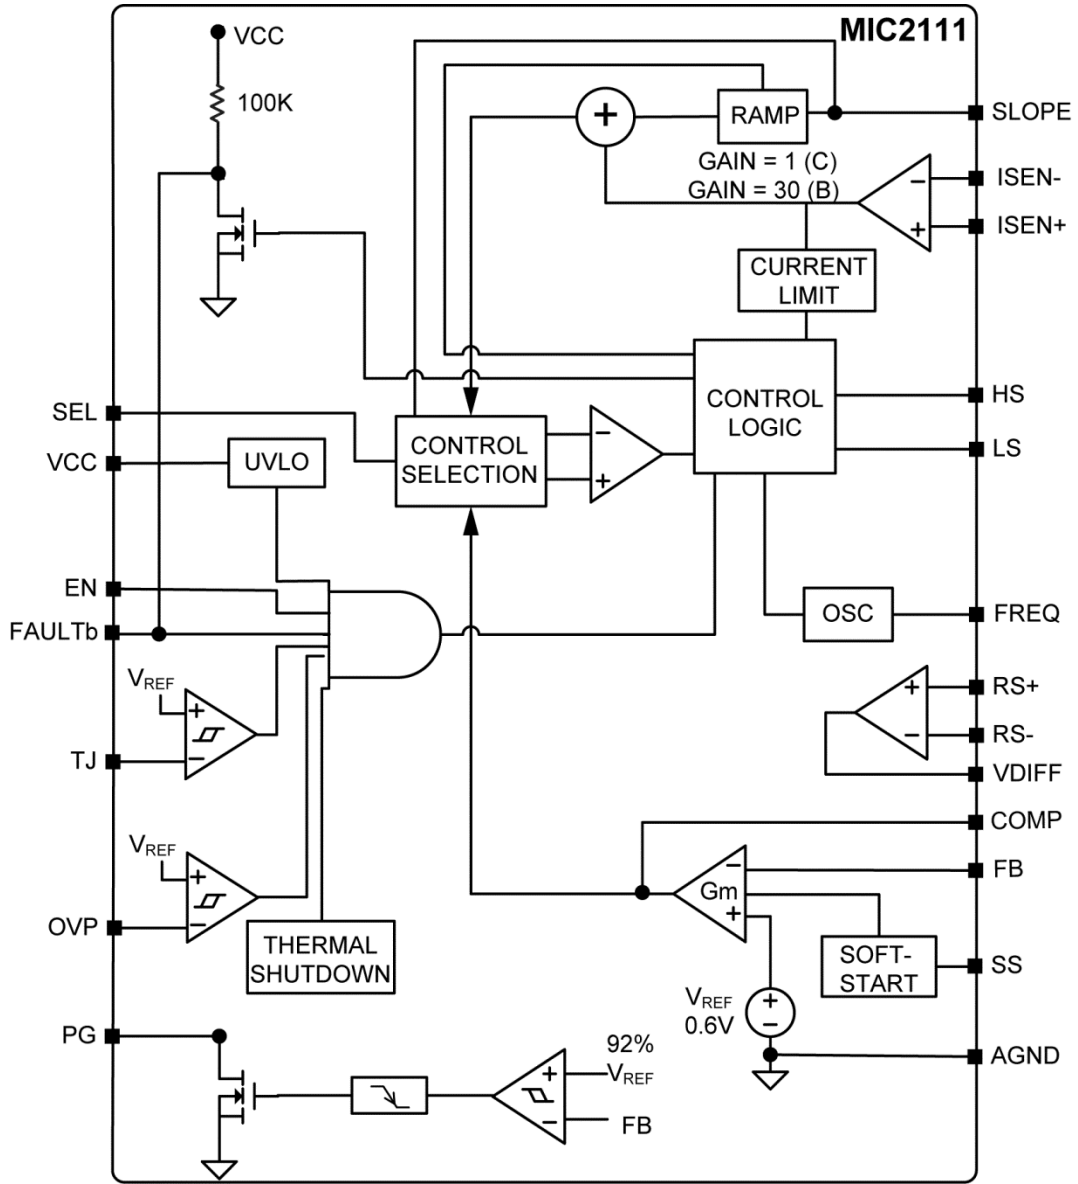 MIC2111
VCC
100K
RAMP
SLOPE
+
GAIN = 1 (C)
GAIN = 30 (B)
−
ISEN-
+
ISEN+
CURRENT
LIMIT
SEL
VCC
UVLO
CONTROL
SELECTION
−
+
CONTROL
LOGIC
HS
LS
EN
FAULTb
OSC
FREQ
VREF
+
−
TJ
+
RS+
−
RS-
VDIFF
COMP
VREF
+
−
OVP
THERMAL
SHUTDOWN
−
Gm
+
FB
SOFT-
START
SS
VREF
0.6V
+
−
AGND
PG
92%
VREF
+
−
FB